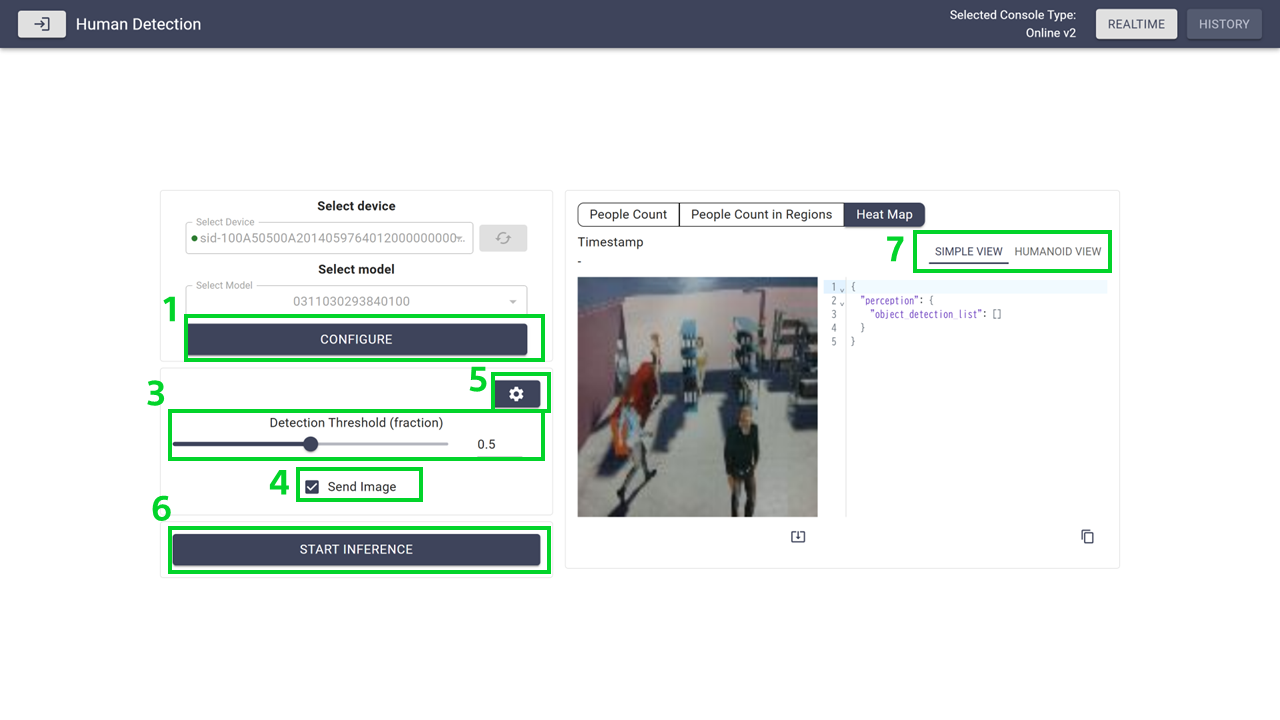 Human Detection
Selected Console Type:
Online v2
REALTIME
HISTORY
Select device
Select Device
sid-100A50500A2014059764012000000000..
Select model
Select Model
0311030293840100
1
CONFIGURE
3
5
Detection Threshold (fraction)
0.5
4
Send Image
6
START INFERENCE
People Count
People Count in Regions
Heat Map
Timestamp
-
7
SIMPLE VIEW
HUMANOID VIEW
1 {
2 "perception": {
3 "object_detection_list": []
4 }
5 }